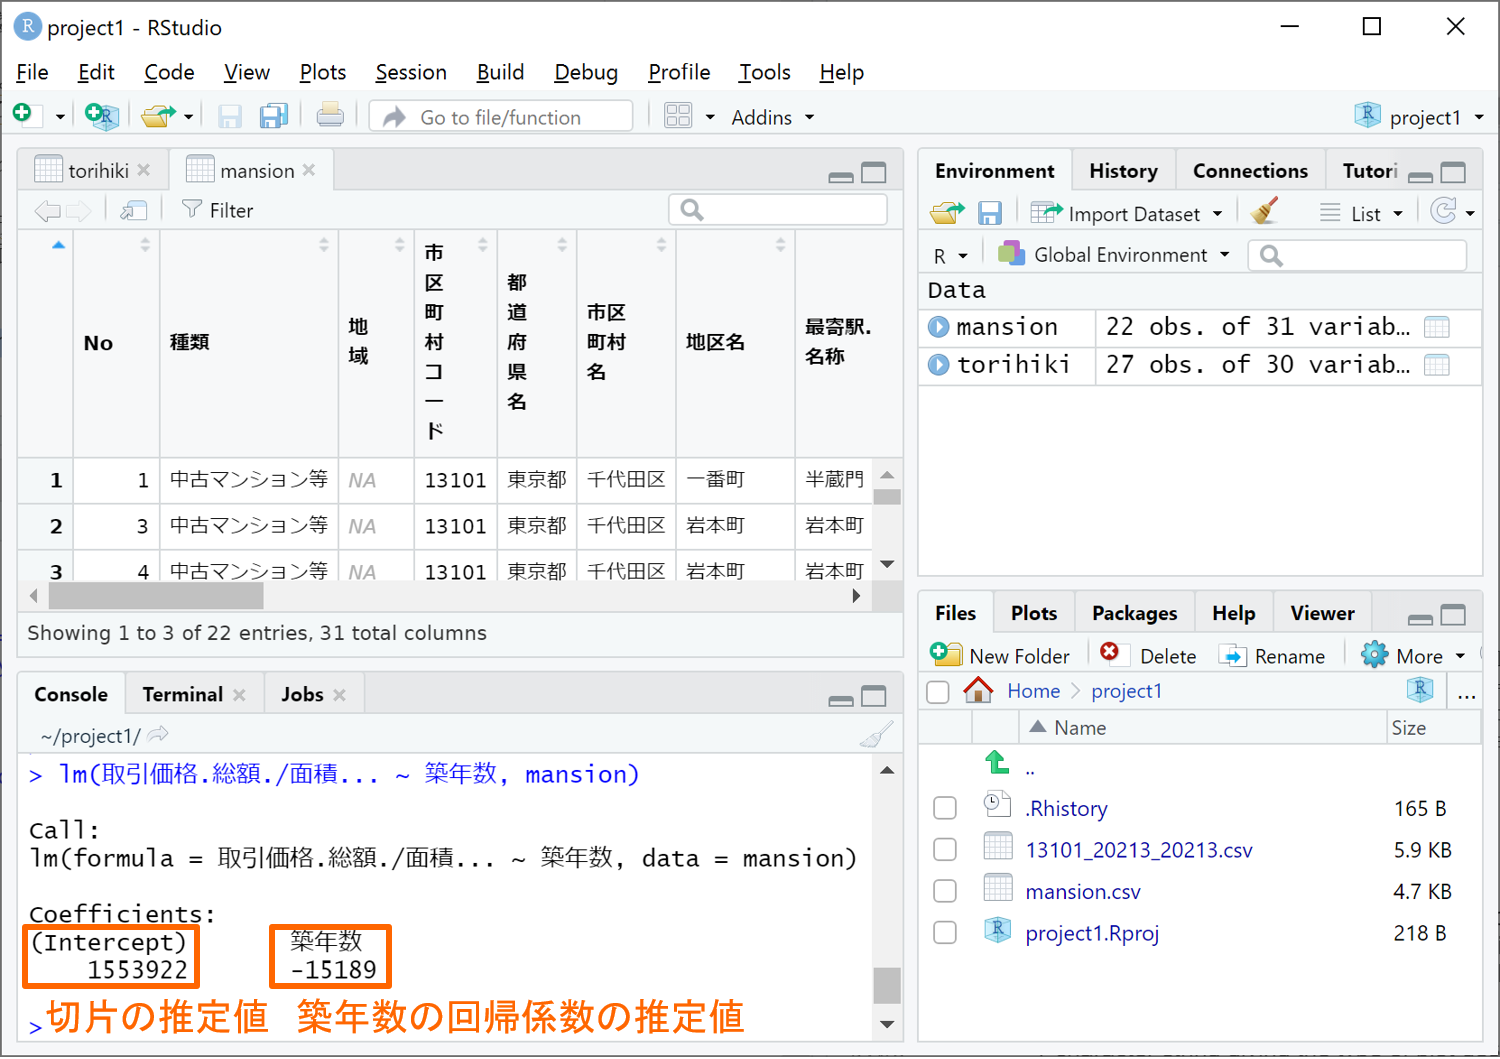 project1 - RStudio
File Edit Code View Plots Session Build Debug Profile Tools Help
Go to file/function Addins project1
torihiki mansion
Filter
No 種類 地域 市区町村コード 都道府県名 市区町村名 地区名 最寄駅.名称
1 1 中古マンション等 NA 13101 東京都 千代田区 一番町 半蔵門
2 3 中古マンション等 NA 13101 東京都 千代田区 岩本町 岩本町
3 4 中古マンション等 NA 13101 東京都 千代田区 岩本町 岩本町
Showing 1 to 3 of 22 entries, 31 total columns
Console Terminal Jobs
~/project1/
> lm(取引価格.総額./面積... ~ 築年数, mansion)
Call:
lm(formula = 取引価格.総額./面積... ~ 築年数, data = mansion)
Coefficients:
(Intercept) 築年数
1553922 -15189
> 切片の推定値 築年数の回帰係数の推定値
Environment History Connections Tutori
Import Dataset List
R Global Environment
Data
mansion 22 obs. of 31 variab...
torihiki 27 obs. of 30 variab...
Files Plots Packages Help Viewer
New Folder Delete Rename More
Home project1 ...
Name Size
..
.Rhistory 165 B
13101_20213_20213.csv 5.9 KB
mansion.csv 4.7 KB
project1.Rproj 218 B